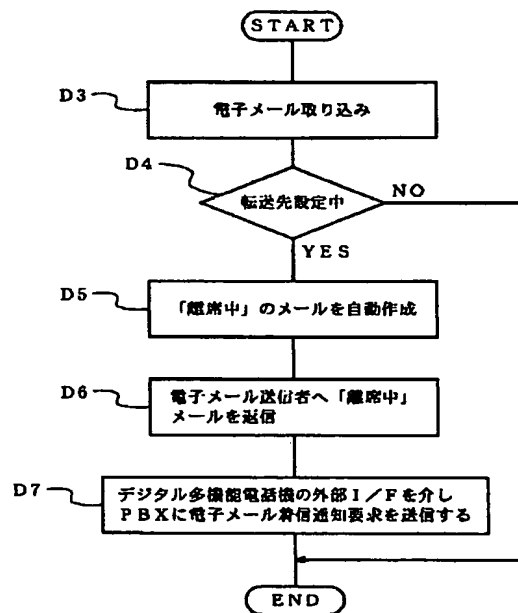 START
D3
電子メール取り込み
D4
転送先設定中
NO
YES
D5
「離席中」のメールを自動作成
D6
電子メール送信者へ「離席中」
メールを返信
D7
デジタル多機能電話機の外部I/Fを介し
PBXに電子メール着信通知要求を送信する
END